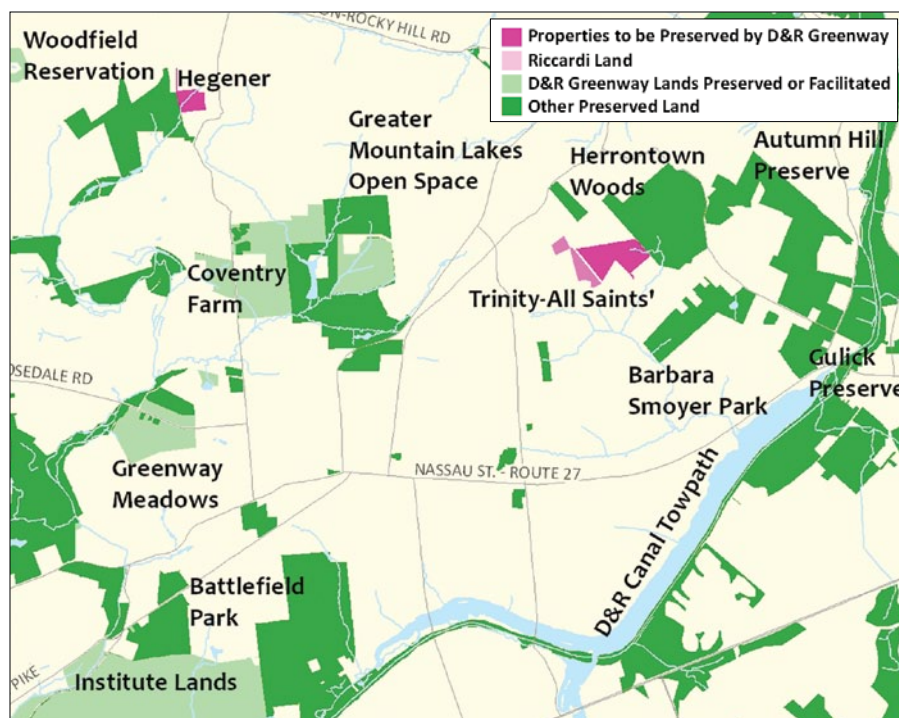 ON-ROCKY HILL RD
Woodfield
Reservation
Hegener
Properties to be Preserved by D&R Greenway
Riccardi Land
D&R Greenway Lands Preserved or Facilitated
Other Preserved Land
Greater
Mountain Lakes
Open Space
Herrontown
Woods
Autumn Hill
Preserve
Coventry
Farm
Trinity-All Saints'
OSEDALE RD
Barbara
Smoyer Park
Gulick
Preserve
Greenway
Meadows
NASSAU ST. - ROUTE 27
D&R Canal Towpath
Battlefield
Park
PIKE
Institute Lands